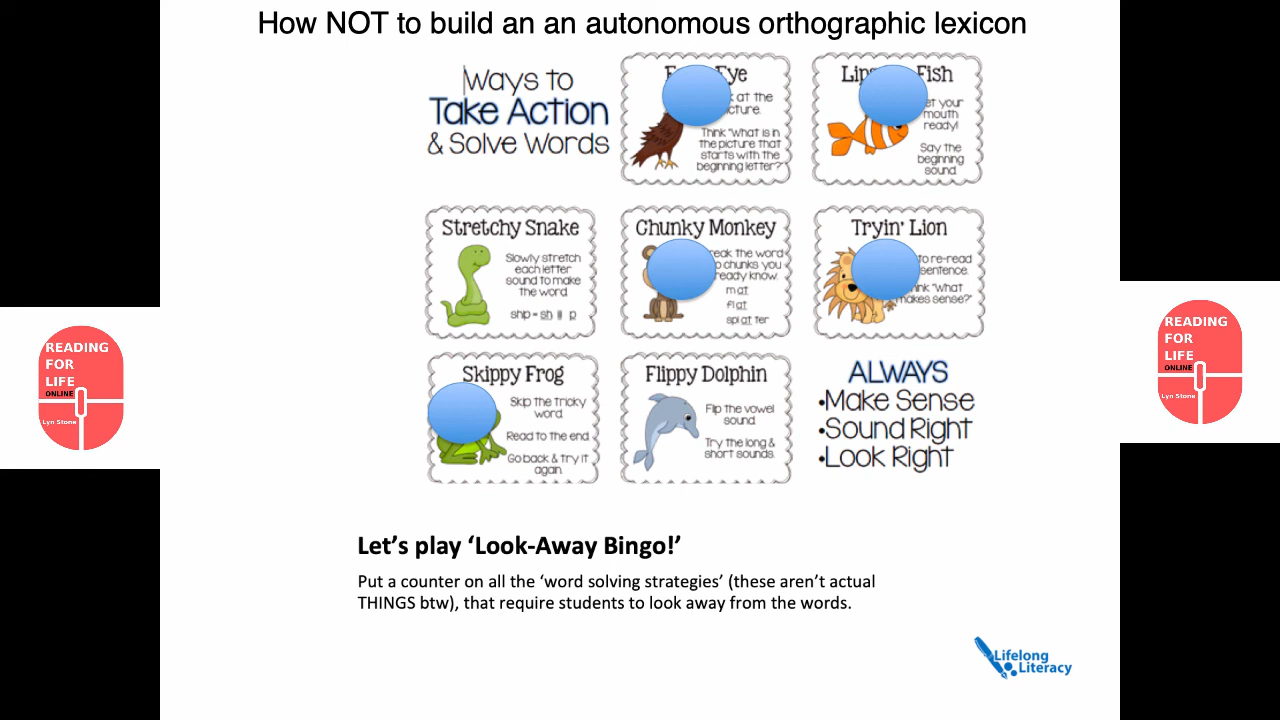 How NOT to build an an autonomous orthographic lexicon
Ways to
Take Action
& Solve Words
Eye
at the
cture.
Think "what is in
the picture that
starts with the
beginning letter?"
Lips Fish
et your
mouth
ready!
Say the
beginning
sound.
Stretchy Snake
Slowly stretch
each letter
sound to make
the word.
ship = sh i p
Chunky Monkey
reak the word
o chunks you
ready know.
mat
flat
splatter
Tryin' Lion
to re-read
sentence.
ink "what
makes sense?"
Skippy Frog
Skip the tricky
word.
Read to the end.
Go back & try it
again.
Flippy Dolphin
Flip the vowel
sound.
Try the long &
short sounds.
ALWAYS
•Make Sense
•Sound Right
•Look Right
Let's play 'Look-Away Bingo!'
Put a counter on all the 'word solving strategies' (these aren't actual
THINGS btw), that require students to look away from the words.
Lifelong
Literacy
READING
FOR
LIFE
ONLINE
Lyn Stone
READING
FOR
LIFE
ONLINE
Lyn Stone